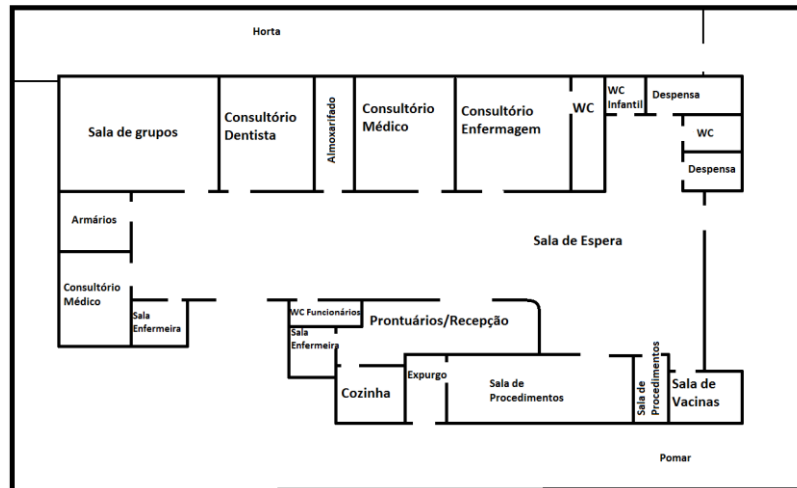 Horta
Sala de grupos
Consultório
Dentista
Almoxarifado
Consultório
Médico
Consultório
Enfermagem
WC
WC
Infantil
Despensa
WC
Despensa
Armários
Sala de Espera
Consultório
Médico
Sala
Enfermeira
WC Funcionários
Prontuários/Recepção
Sala
Enfermeira
Cozinha
Expurgo
Sala de
Procedimentos
Sala de
Procedimentos
Sala de
Vacinas
Pomar